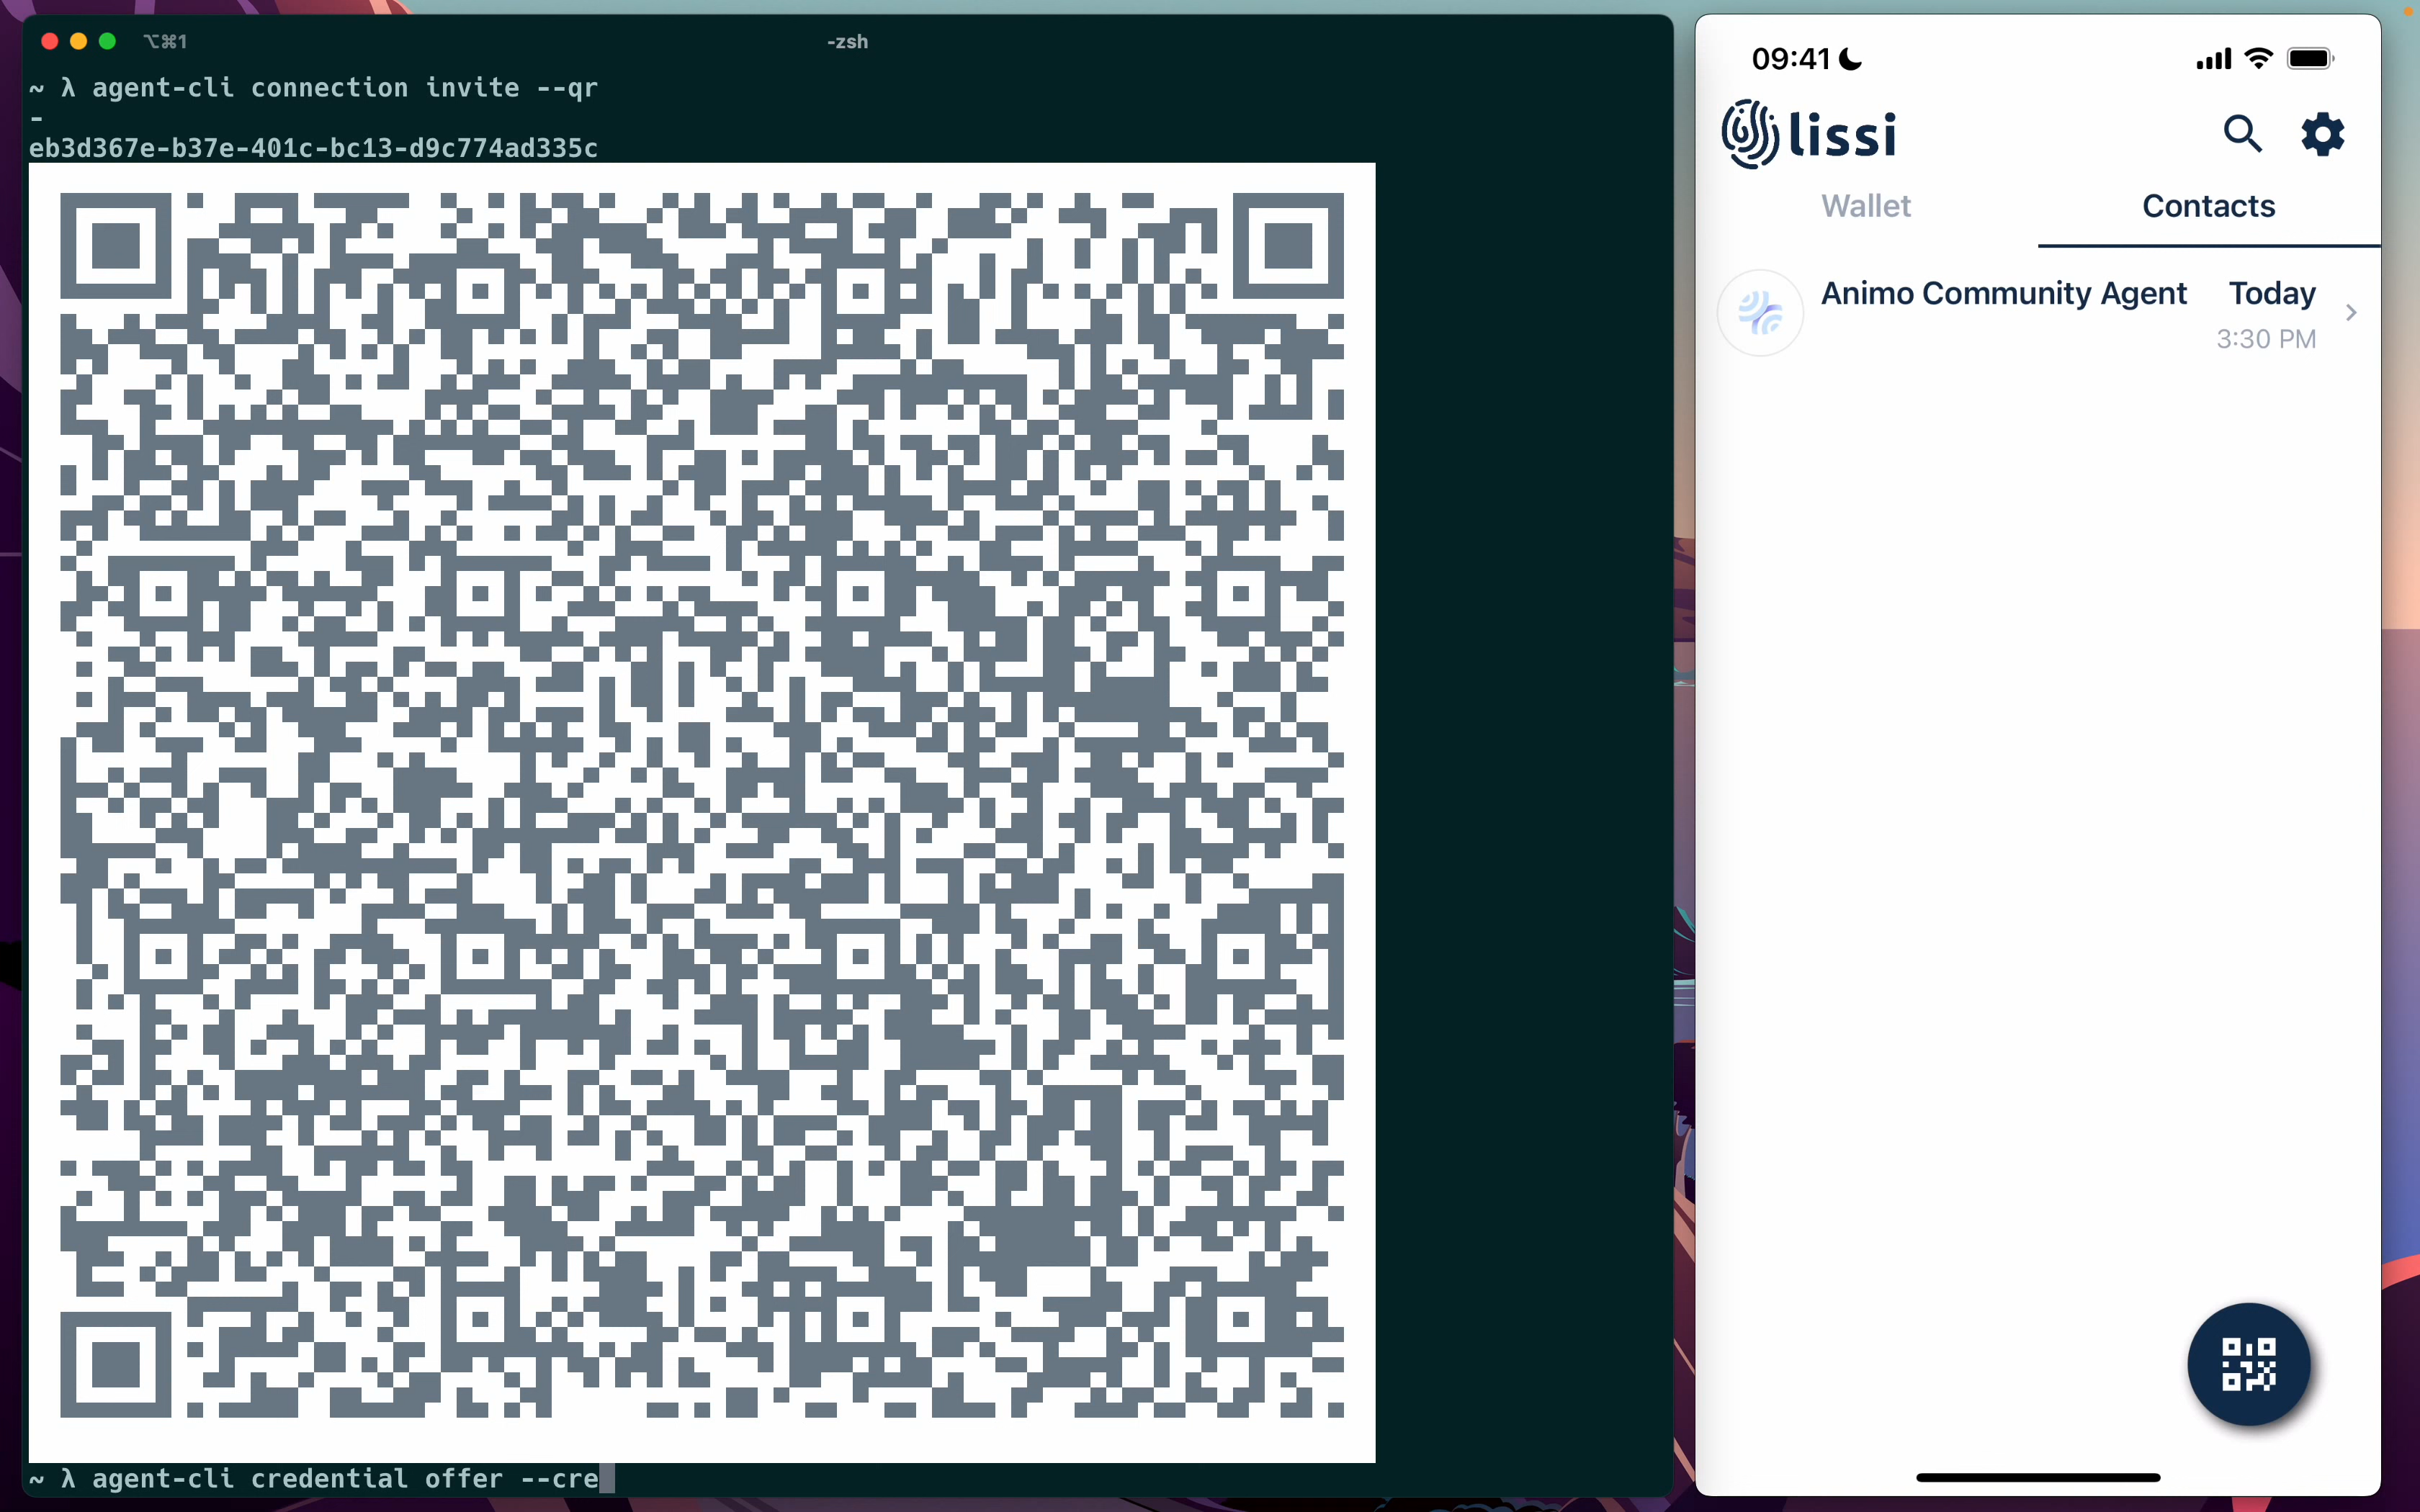 ⌥⌘1
-zsh
~ λ agent-cli connection invite --qr
-
eb3d367e-b37e-401c-bc13-d9c774ad335c
~ λ agent-cli credential offer --cre
09:41
lissi
Wallet
Contacts
Animo Community Agent
Today
3:30 PM